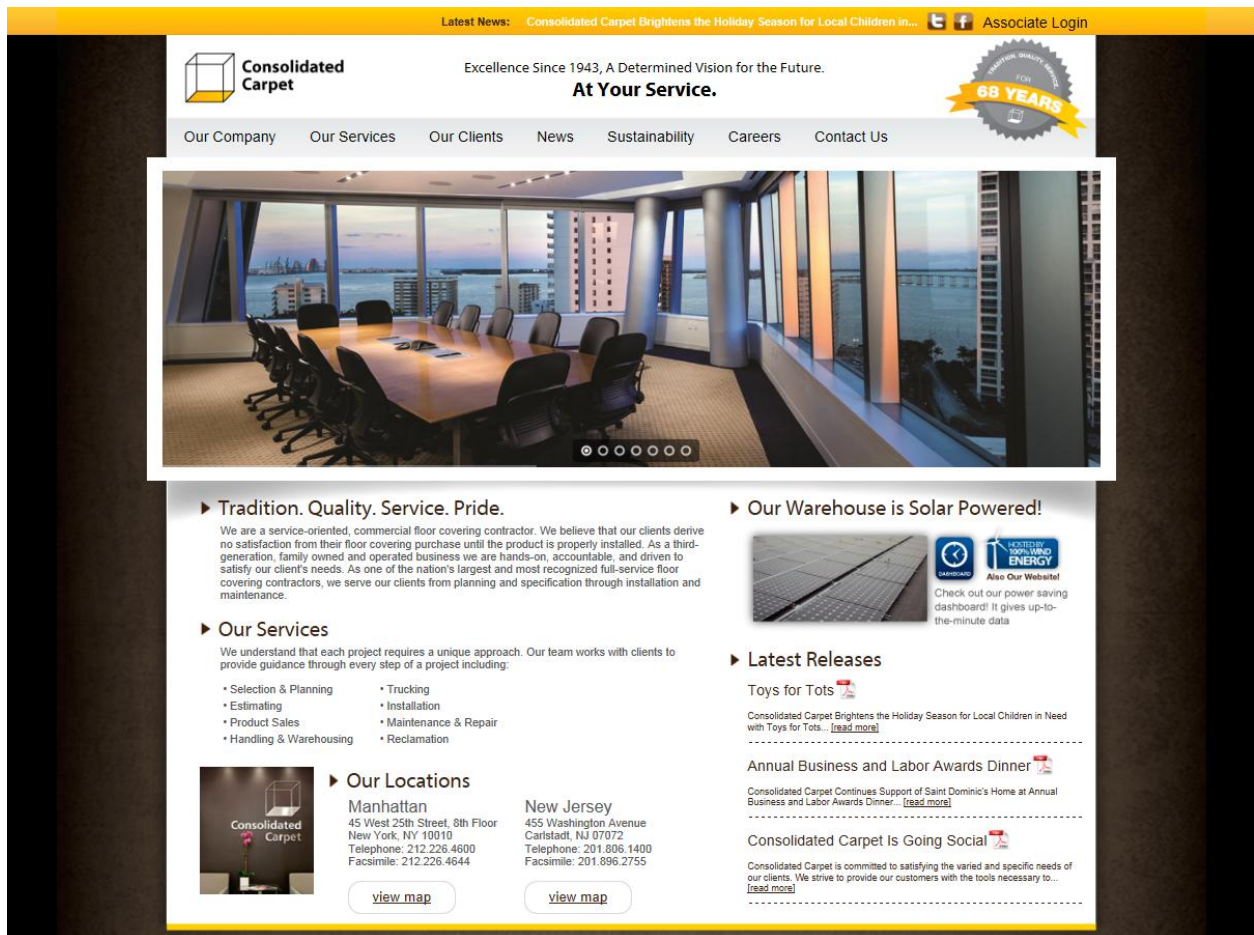 Latest News: Consolidated Carpet Brightens the Holiday Season for Local Children in... Associate Login
Consolidated
Carpet
Excellence Since 1943, A Determined Vision for the Future.
At Your Service.
TRADITION, QUALITY, SERVICE.
FOR
68 YEARS
Our Company Our Services Our Clients News Sustainability Careers Contact Us
Tradition. Quality. Service. Pride.
We are a service-oriented, commercial floor covering contractor. We believe that our clients derive
no satisfaction from their floor covering purchase until the product is properly installed. As a third-
generation, family owned and operated business we are hands-on, accountable, and driven to
satisfy our client's needs. As one of the nation's largest and most recognized full-service floor
covering contractors, we serve our clients from planning and specification through installation and
maintenance.
Our Services
We understand that each project requires a unique approach. Our team works with clients to
provide guidance through every step of a project including:
• Selection & Planning
• Estimating
• Product Sales
• Handling & Warehousing
• Trucking
• Installation
• Maintenance & Repair
• Reclamation
Consolidated
Carpet
Our Locations
Manhattan
45 West 25th Street, 8th Floor
New York, NY 10010
Telephone: 212.226.4600
Facsimile: 212.226.4644
view map
New Jersey
455 Washington Avenue
Carlstadt, NJ 07072
Telephone: 201.806.1400
Facsimile: 201.896.2755
view map
Our Warehouse is Solar Powered!
DASHBOARD
HOSTED BY
100% WIND
ENERGY
Also Our Website!
Check out our power saving
dashboard! It gives up-to-
the-minute data
Latest Releases
Toys for Tots
Consolidated Carpet Brightens the Holiday Season for Local Children in Need
with Toys for Tots... [read more]
Annual Business and Labor Awards Dinner
Consolidated Carpet Continues Support of Saint Dominic's Home at Annual
Business and Labor Awards Dinner... [read more]
Consolidated Carpet Is Going Social
Consolidated Carpet is committed to satisfying the varied and specific needs of
our clients. We strive to provide our customers with the tools necessary to...
[read more]